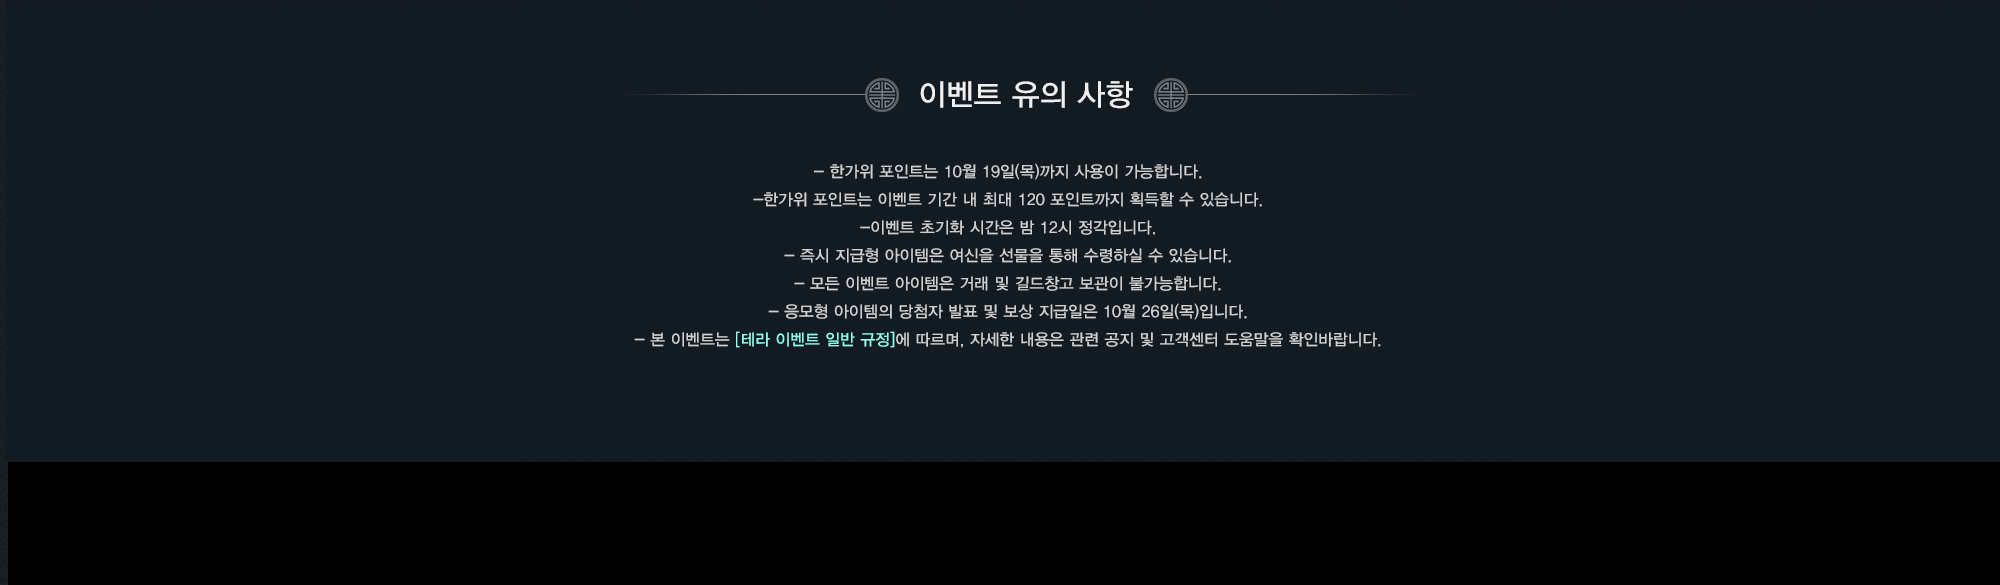 이벤트 유의 사항
- 한가위 포인트는 10월 19일(목)까지 사용이 가능합니다.
-한가위 포인트는 이벤트 기간 내 최대 120 포인트까지 획득할 수 있습니다.
-이벤트 초기화 시간은 밤 12시 정각입니다.
- 즉시 지급형 아이템은 여신을 선물을 통해 수령하실 수 있습니다.
- 모든 이벤트 아이템은 거래 및 길드창고 보관이 불가능합니다.
- 응모형 아이템의 당첨자 발표 및 보상 지급일은 10월 26일(목)입니다.
- 본 이벤트는 [테라 이벤트 일반 규정]에 따르며, 자세한 내용은 관련 공지 및 고객센터 도움말을 확인바랍니다.